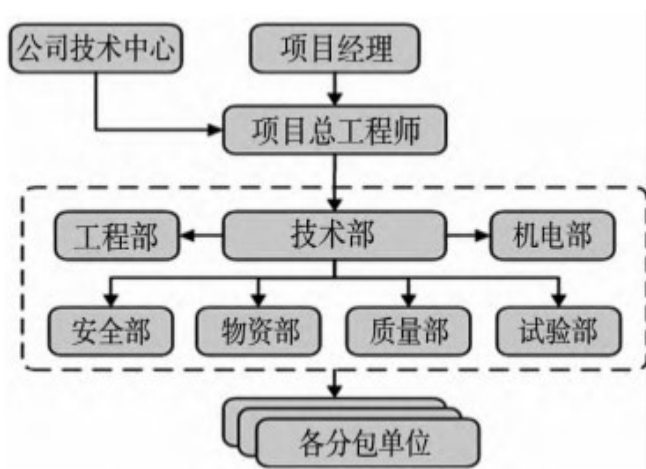 公司技术中心
项目经理
项目总工程师
工程部
技术部
机电部
安全部
物资部
质量部
试验部
各分包单位